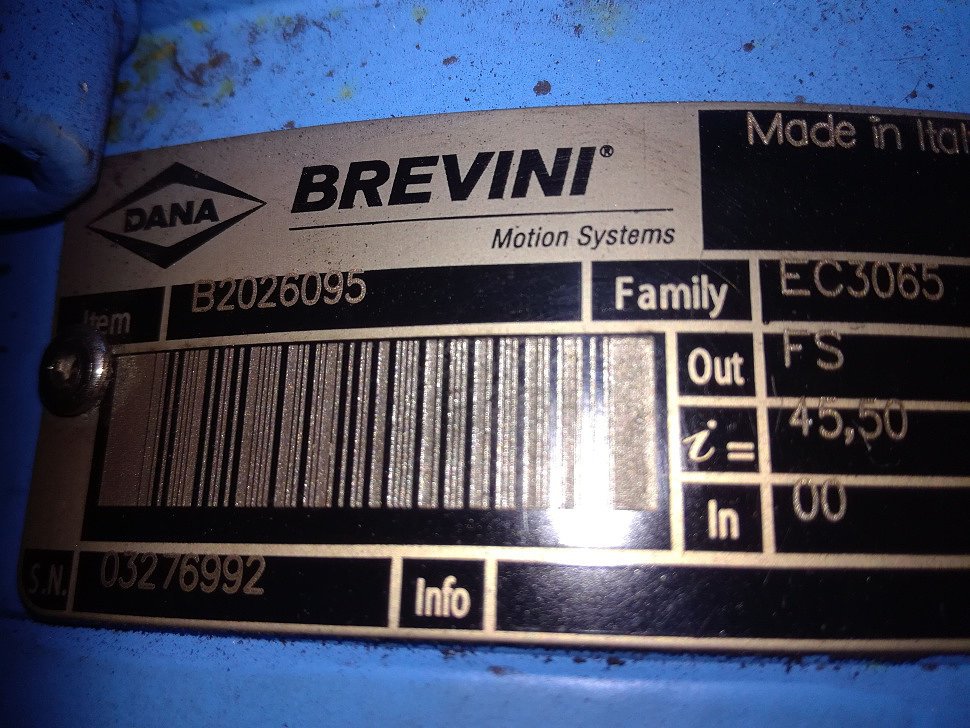 DANA
BREVINI®
Motion Systems
Made in Ital
Item B2026095
Family EC3065
Out FS
i = 45,50
In 00
S.N. 03276992
Info